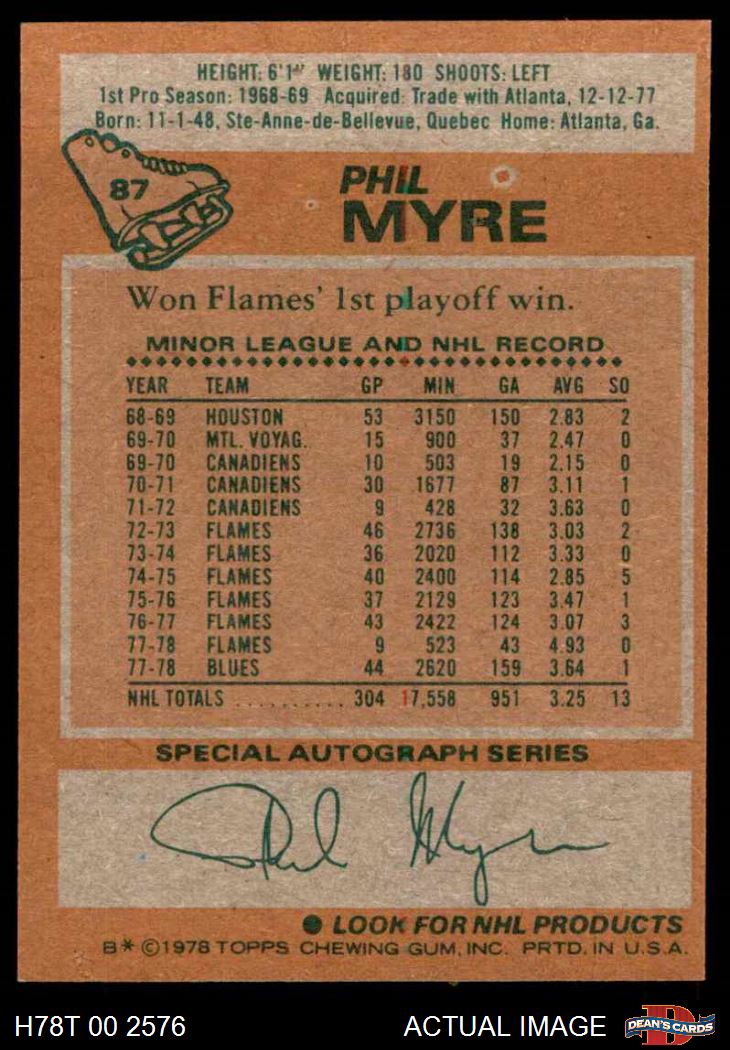 HEIGHT: 6'1" WEIGHT: 180 SHOOTS: LEFT
1st Pro Season: 1968-69 Acquired: Trade with Atlanta, 12-12-77
Born: 11-1-48, Ste-Anne-de-Bellevue, Quebec Home: Atlanta, Ga.
87
PHIL
MYRE
Won Flames' 1st playoff win.
MINOR LEAGUE AND NHL RECORD
YEAR TEAM GP MIN GA AVG SO
68-69 HOUSTON 53 3150 150 2.83 2
69-70 MTL. VOYAG. 15 900 37 2.47 0
69-70 CANADIENS 10 503 19 2.15 0
70-71 CANADIENS 30 1677 87 3.11 1
71-72 CANADIENS 9 428 32 3.63 0
72-73 FLAMES 46 2736 138 3.03 2
73-74 FLAMES 36 2020 112 3.33 0
74-75 FLAMES 40 2400 114 2.85 5
75-76 FLAMES 37 2129 123 3.47 1
76-77 FLAMES 43 2422 124 3.07 3
77-78 FLAMES 9 523 43 4.93 0
77-78 BLUES 44 2620 159 3.64 1
NHL TOTALS .......... 304 17,558 951 3.25 13
SPECIAL AUTOGRAPH SERIES
Phil Myre
● LOOK FOR NHL PRODUCTS
B* ©1978 TOPPS CHEWING GUM, INC. PRTD. IN U.S.A.
H78T 00 2576 ACTUAL IMAGE
D
DEAN'S CARDS